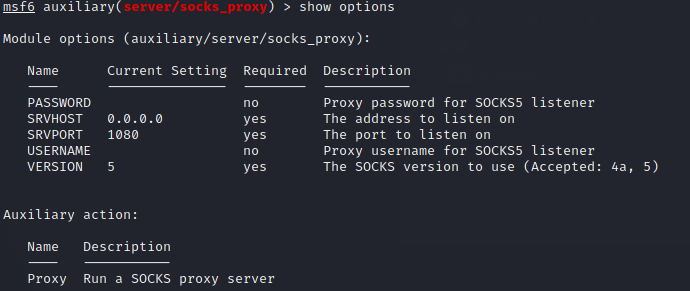 msf6 auxiliary(server/socks_proxy) > show options
Module options (auxiliary/server/socks_proxy):
Name Current Setting Required Description
---- --------------- -------- -----------
PASSWORD no Proxy password for SOCKS5 listener
SRVHOST 0.0.0.0 yes The address to listen on
SRVPORT 1080 yes The port to listen on
USERNAME no Proxy username for SOCKS5 listener
VERSION 5 yes The SOCKS version to use (Accepted: 4a, 5)
Auxiliary action:
Name Description
---- -----------
Proxy Run a SOCKS proxy server